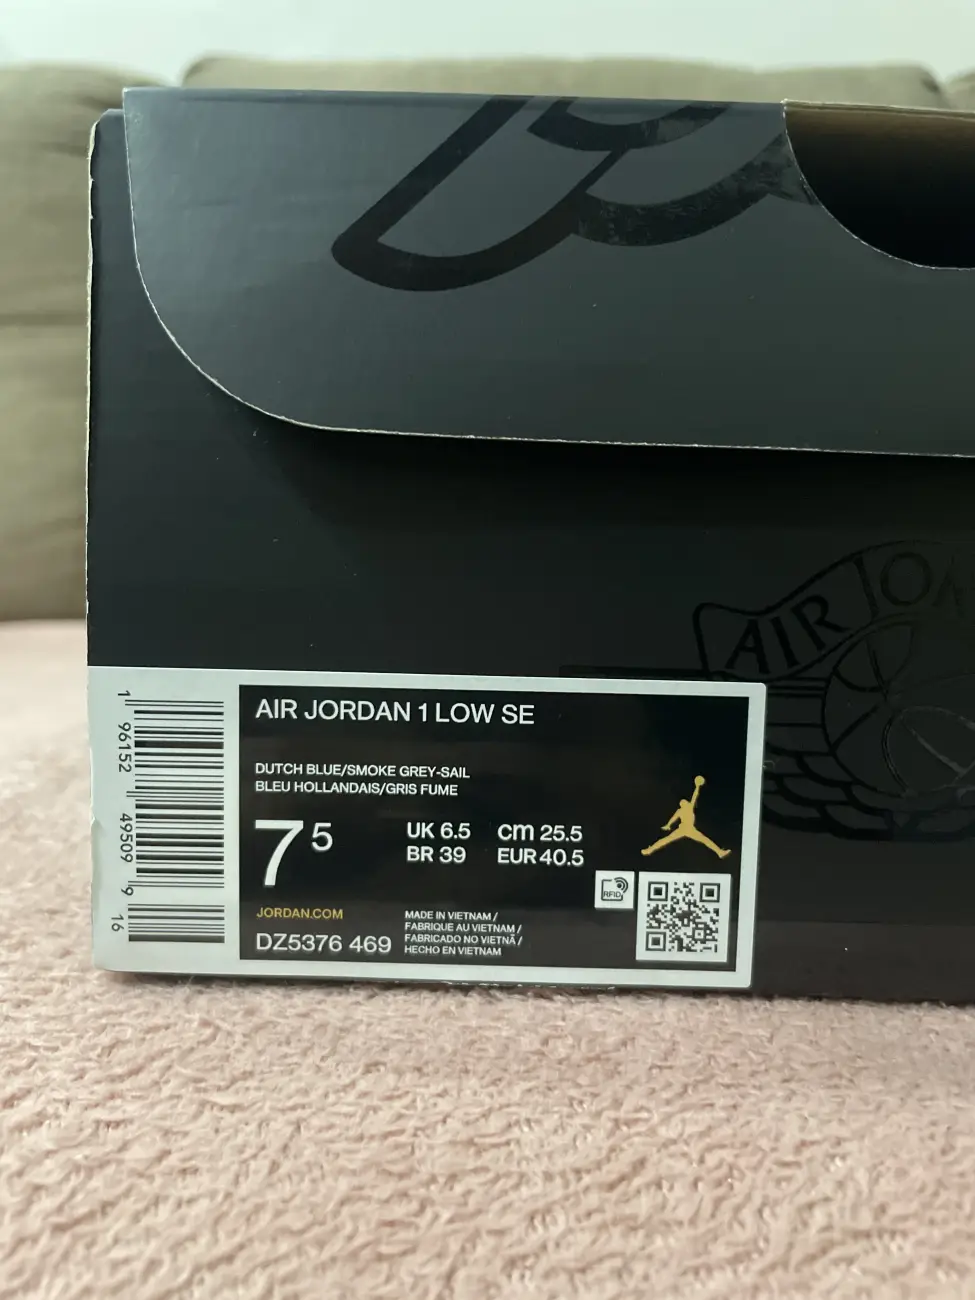 AIR JORDAN
AIR JORDAN 1 LOW SE
DUTCH BLUE/SMOKE GREY-SAIL
BLEU HOLLANDAIS/GRIS FUME
7 5
UK 6.5 cm 25.5
BR 39 EUR 40.5
RFID
JORDAN.COM
DZ5376 469
MADE IN VIETNAM /
FABRIQUE AU VIETNAM /
FABRICADO NO VIETNÃ /
HECHO EN VIETNAM
1 96152 49509 9 16